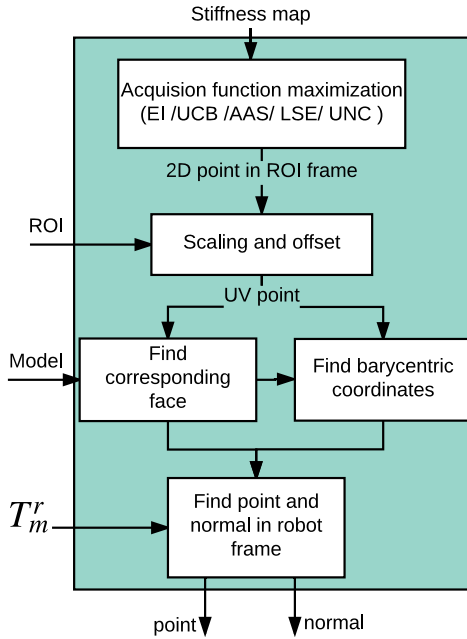 Stiffness map
Acquision function maximization
(EI /UCB /AAS/ LSE/ UNC )
2D point in ROI frame
ROI
Scaling and offset
UV point
Model
Find
corresponding
face
Find barycentric
coordinates
T_m^r
Find point and
normal in robot
frame
point
normal